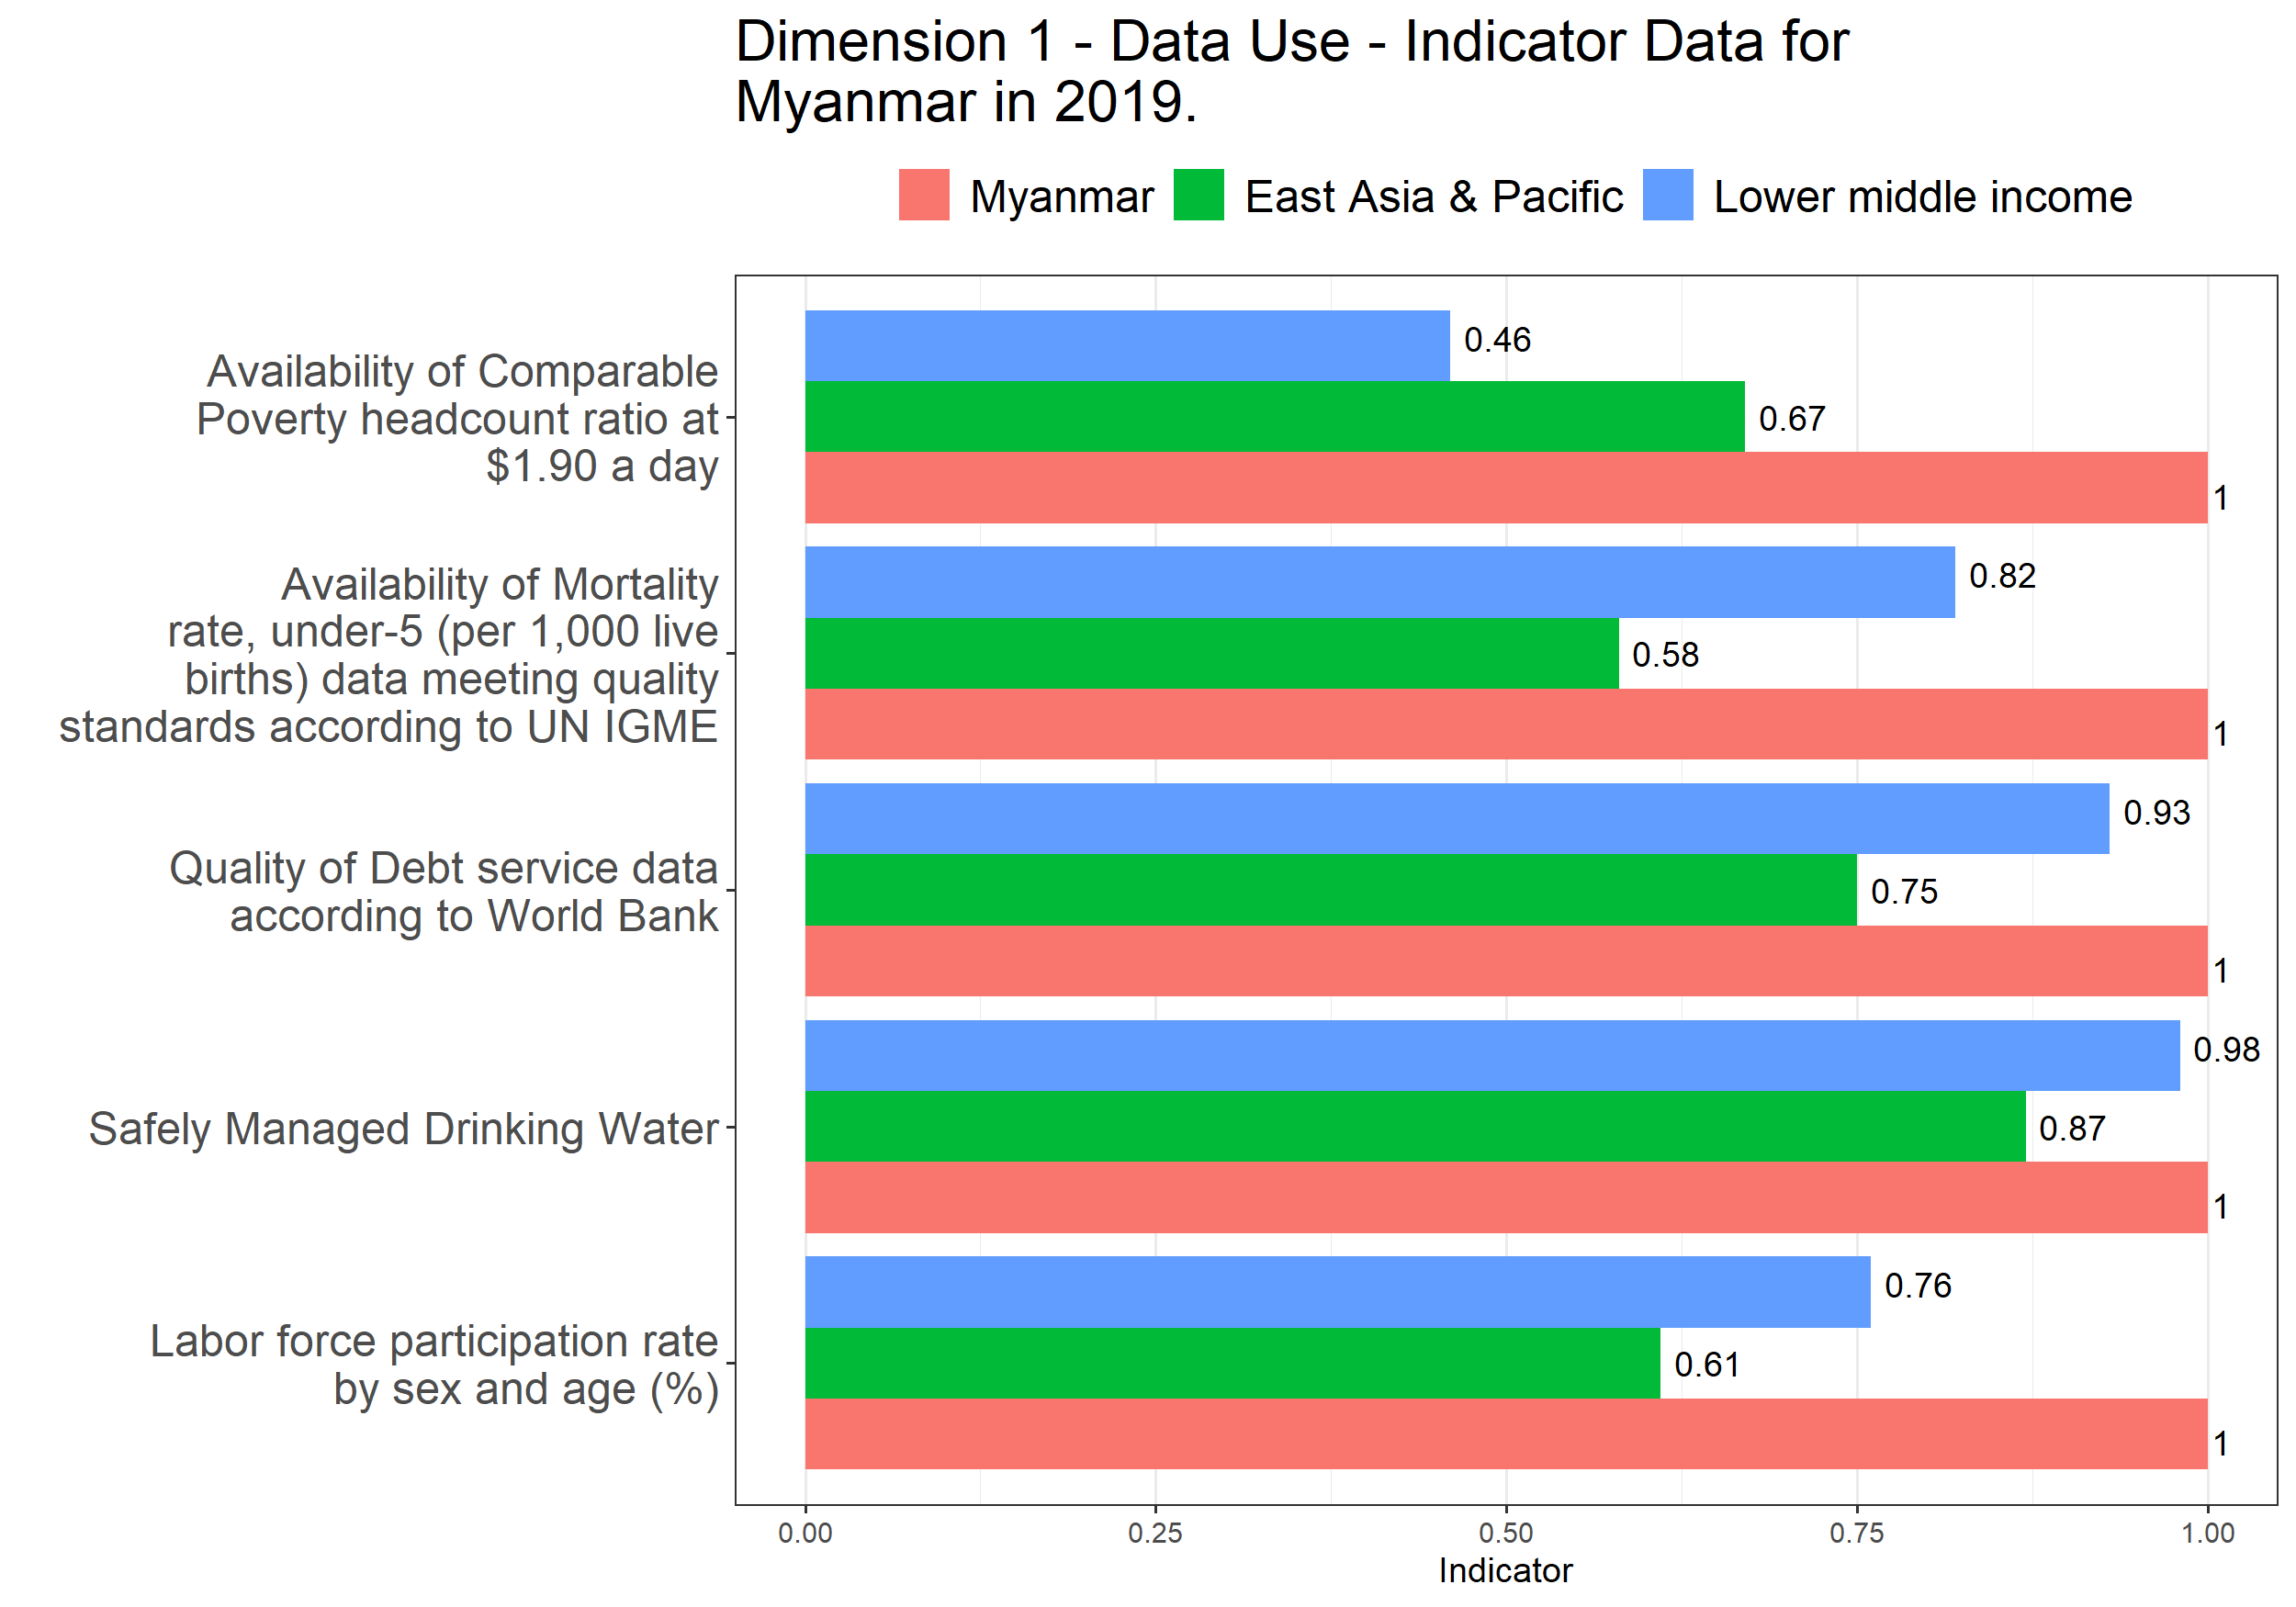 Dimension 1 - Data Use - Indicator Data for
Myanmar in 2019.
Myanmar East Asia & Pacific Lower middle income
Availability of Comparable
Poverty headcount ratio at
$1.90 a day
0.46
0.67
1
Availability of Mortality
rate, under-5 (per 1,000 live
births) data meeting quality
standards according to UN IGME
0.82
0.58
1
Quality of Debt service data
according to World Bank
0.93
0.75
1
Safely Managed Drinking Water
0.98
0.87
1
Labor force participation rate
by sex and age (%)
0.76
0.61
1
0.00 0.25 0.50 0.75 1.00
Indicator